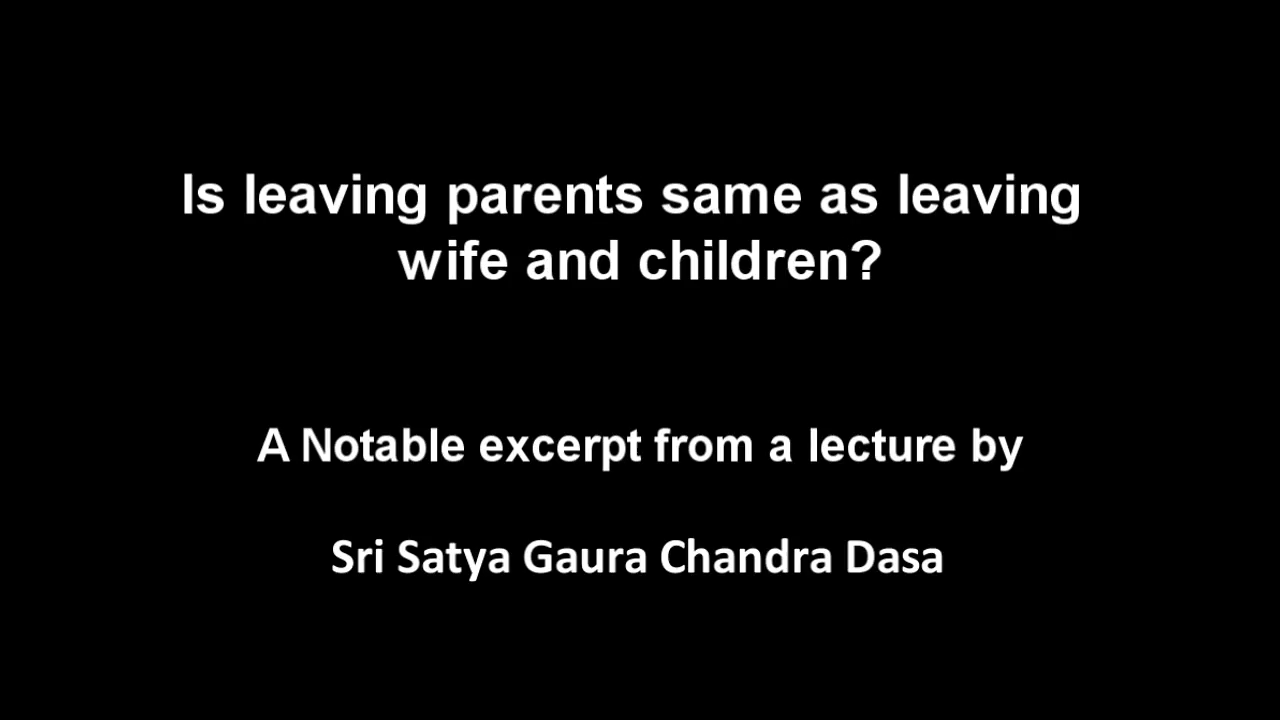 Is leaving parents same as leaving
wife and children?
A Notable excerpt from a lecture by
Sri Satya Gaura Chandra Dasa